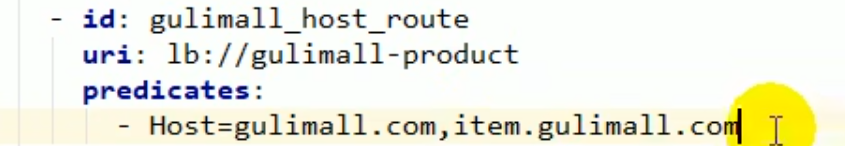 - id: gulimall_host_route
uri: lb://gulimall-product
predicates:
- Host=gulimall.com,item.gulimall.com